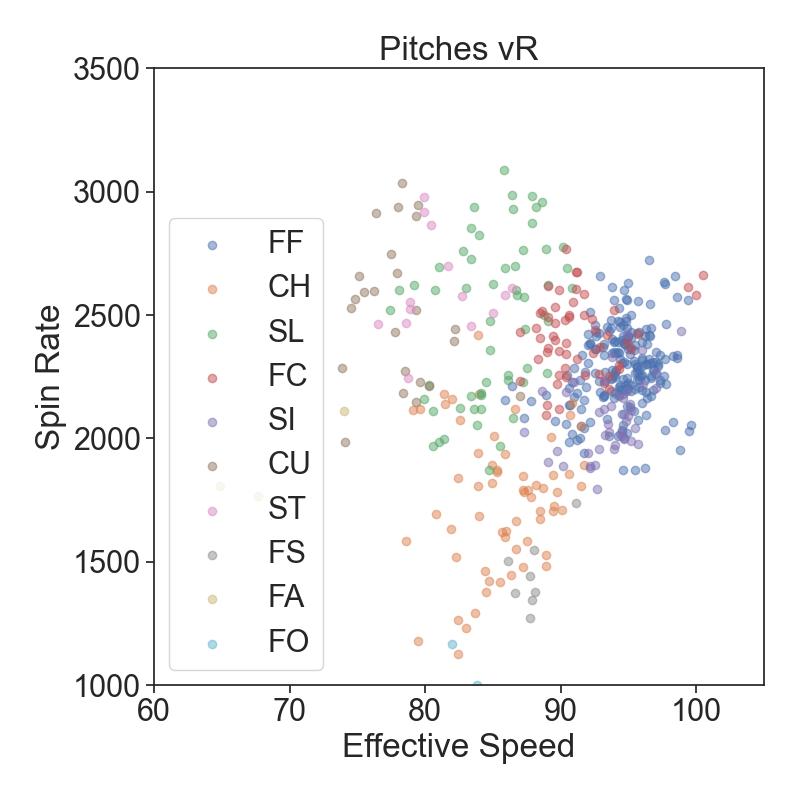 Pitches vR
3500
3000
2500
2000
1500
1000
Spin Rate
FF
CH
SL
FC
SI
CU
ST
FS
FA
FO
60
70
80
90
100
Effective Speed